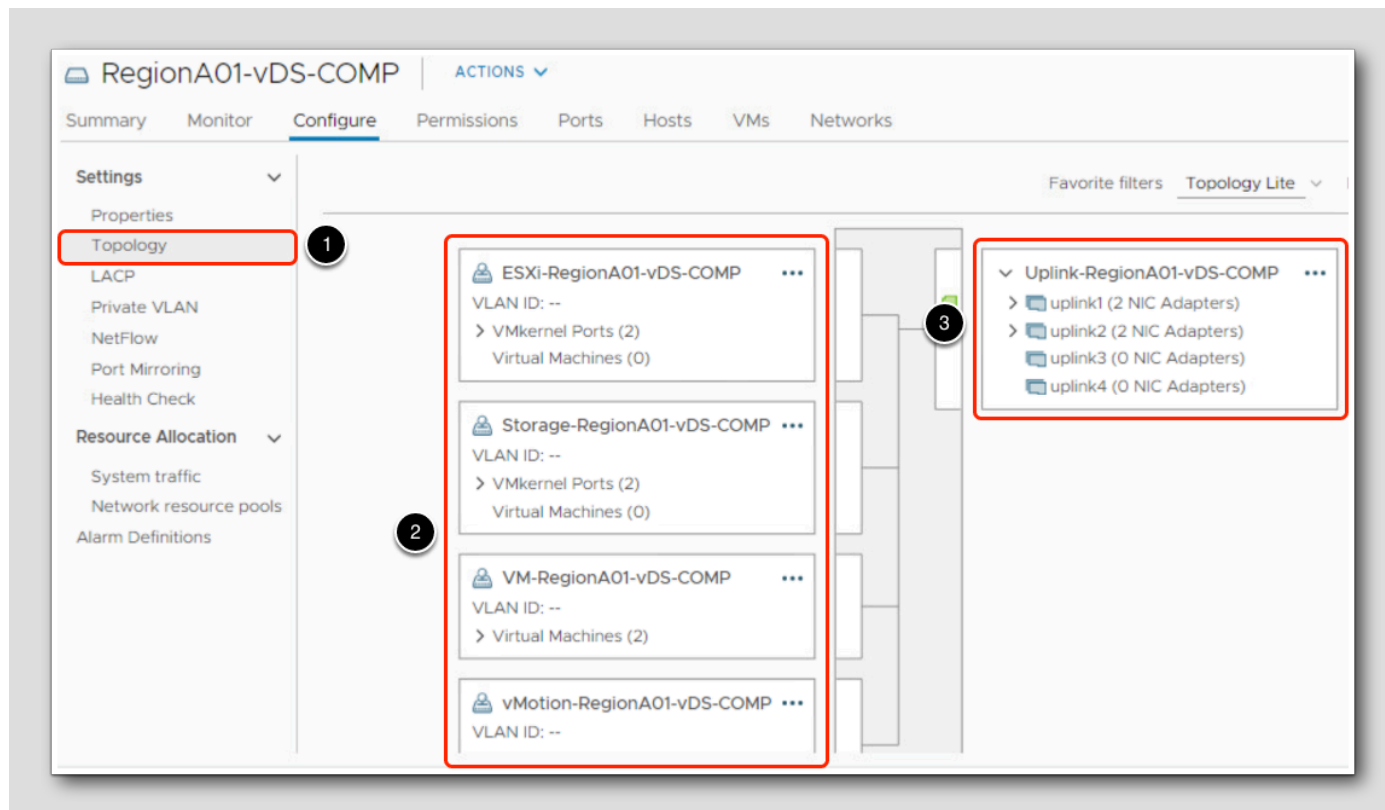 RegionA01-vDS-COMP ACTIONS
Summary Monitor Configure Permissions Ports Hosts VMs Networks
Settings
Properties
Topology
LACP
Private VLAN
NetFlow
Port Mirroring
Health Check
Resource Allocation
System traffic
Network resource pools
Alarm Definitions
1
Favorite filters Topology Lite
2
ESXi-RegionA01-vDS-COMP ...
VLAN ID: --
VMkernel Ports (2)
Virtual Machines (0)
Storage-RegionA01-vDS-COMP ...
VLAN ID: --
VMkernel Ports (2)
Virtual Machines (0)
VM-RegionA01-vDS-COMP ...
VLAN ID: --
Virtual Machines (2)
vMotion-RegionA01-vDS-COMP ...
VLAN ID: --
3
Uplink-RegionA01-vDS-COMP ...
uplink1 (2 NIC Adapters)
uplink2 (2 NIC Adapters)
uplink3 (0 NIC Adapters)
uplink4 (0 NIC Adapters)